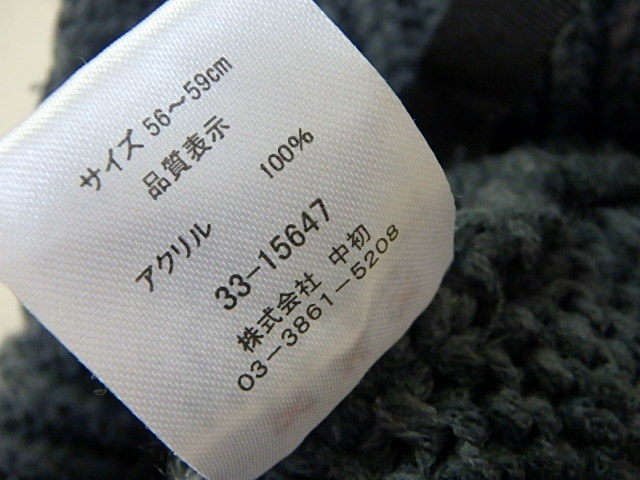 サイズ 56～59cm
品質表示
アクリル 100%
33-15647
株式会社 中初
03-3861-5208